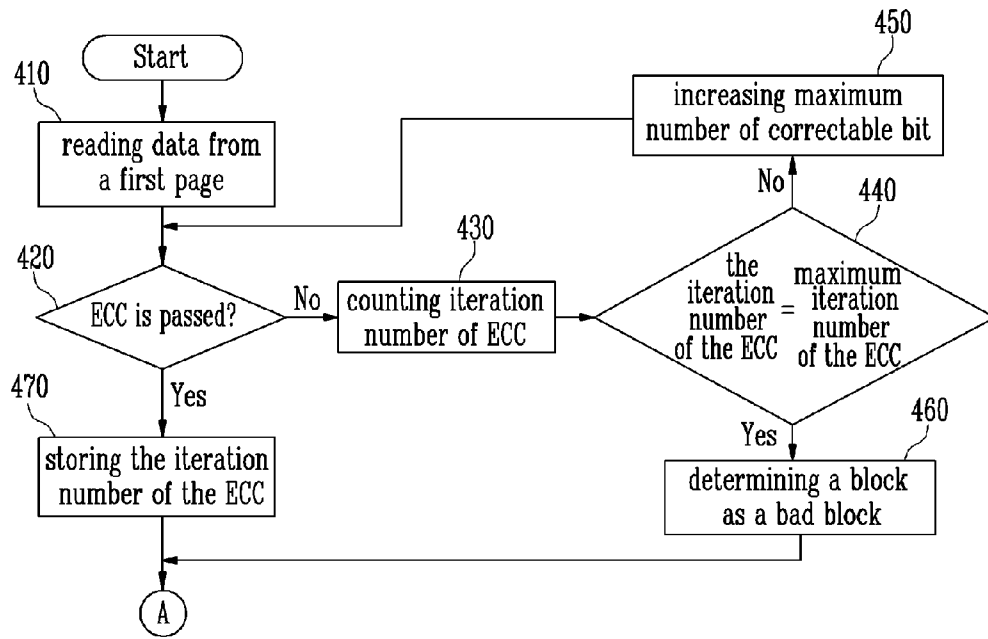 Start
410
reading data from
a first page
420
ECC is passed?
No
Yes
430
counting iteration
number of ECC
440
the
iteration
number
of the ECC
=
maximum
iteration
number
of the ECC
No
Yes
450
increasing maximum
number of correctable bit
460
determining a block
as a bad block
470
storing the iteration
number of the ECC
A